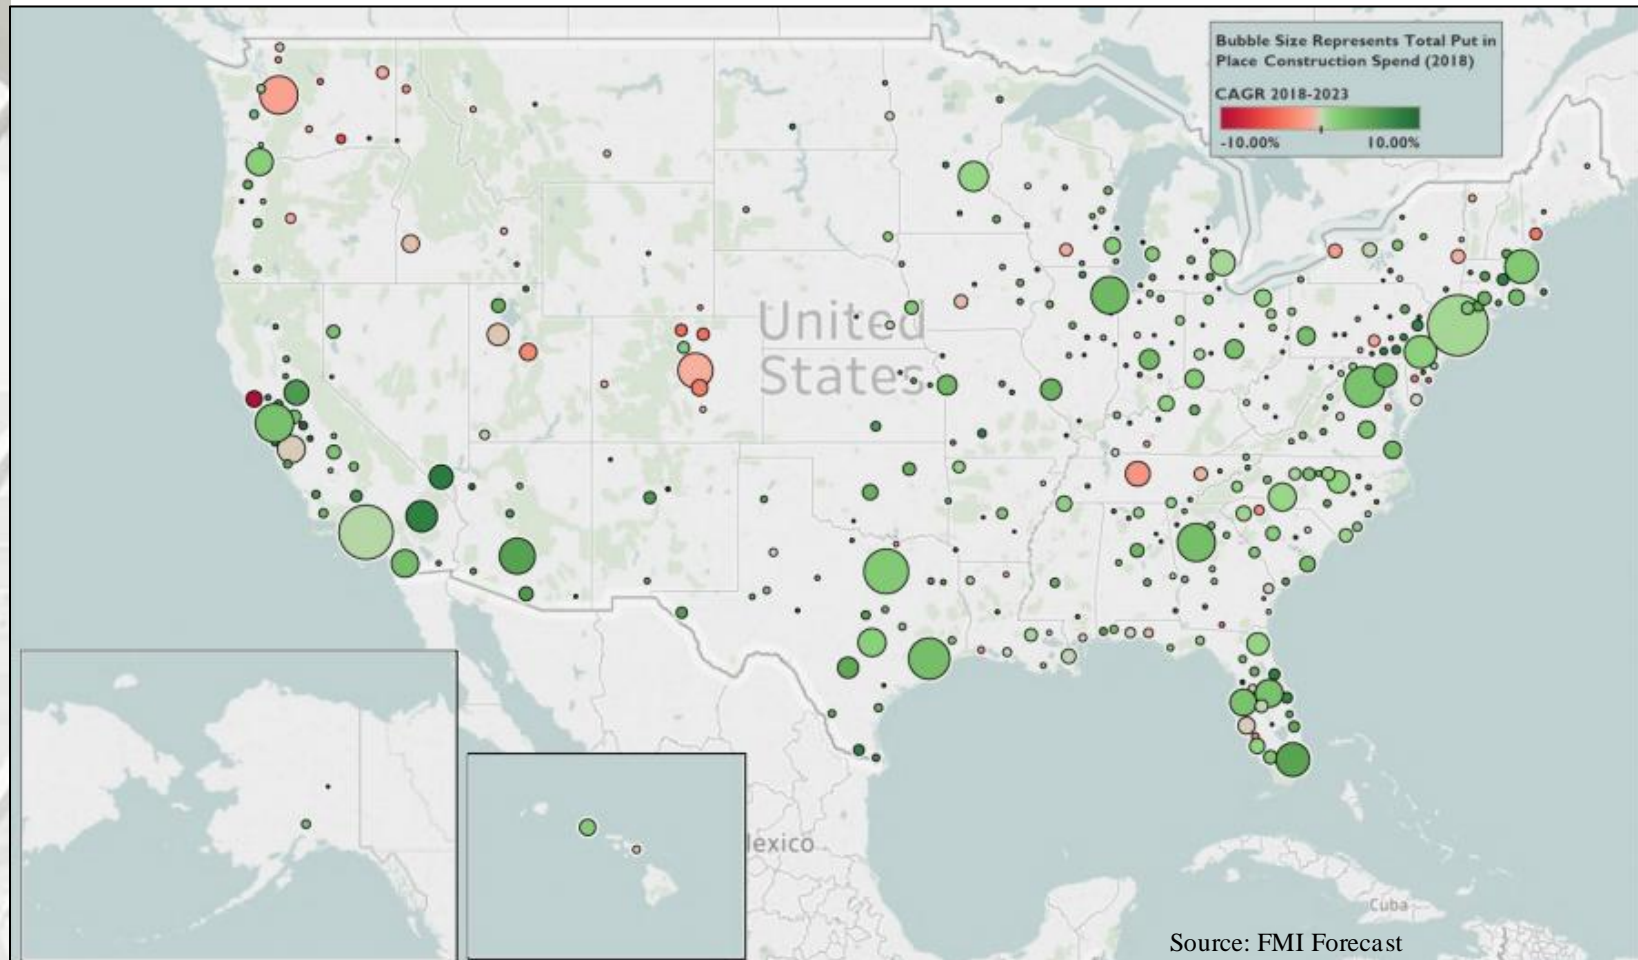 Bubble Size Represents Total Put in
Place Construction Spend (2018)
CAGR 2018-2023
-10.00% 10.00%
United
States
Mexico
Cuba
Source: FMI Forecast